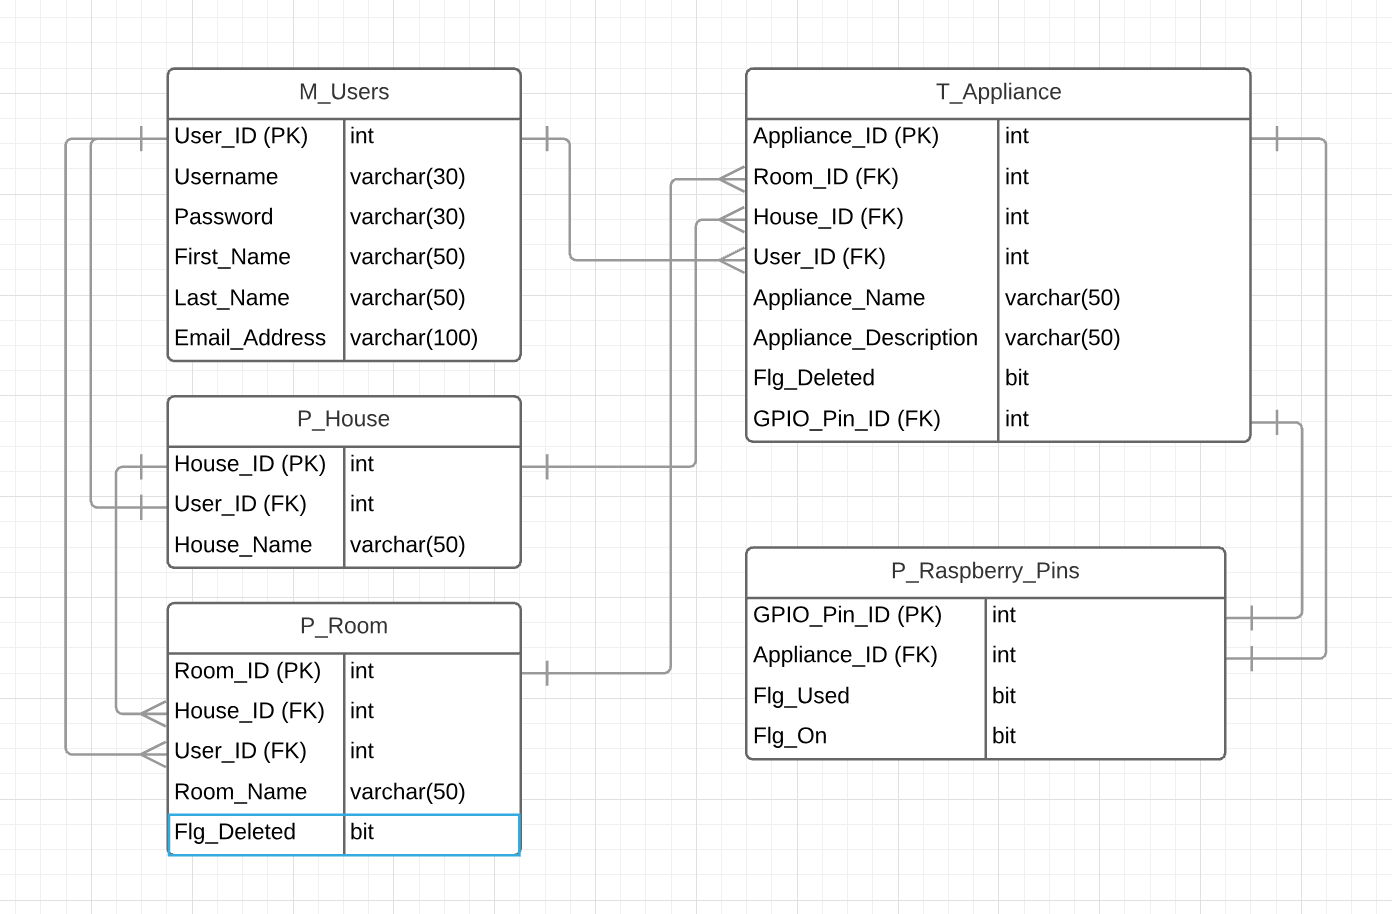 M_Users
User_ID (PK) int
Username varchar(30)
Password varchar(30)
First_Name varchar(50)
Last_Name varchar(50)
Email_Address varchar(100)
P_House
House_ID (PK) int
User_ID (FK) int
House_Name varchar(50)
P_Room
Room_ID (PK) int
House_ID (FK) int
User_ID (FK) int
Room_Name varchar(50)
Flg_Deleted bit
T_Appliance
Appliance_ID (PK) int
Room_ID (FK) int
House_ID (FK) int
User_ID (FK) int
Appliance_Name varchar(50)
Appliance_Description varchar(50)
Flg_Deleted bit
GPIO_Pin_ID (FK) int
P_Raspberry_Pins
GPIO_Pin_ID (PK) int
Appliance_ID (FK) int
Flg_Used bit
Flg_On bit